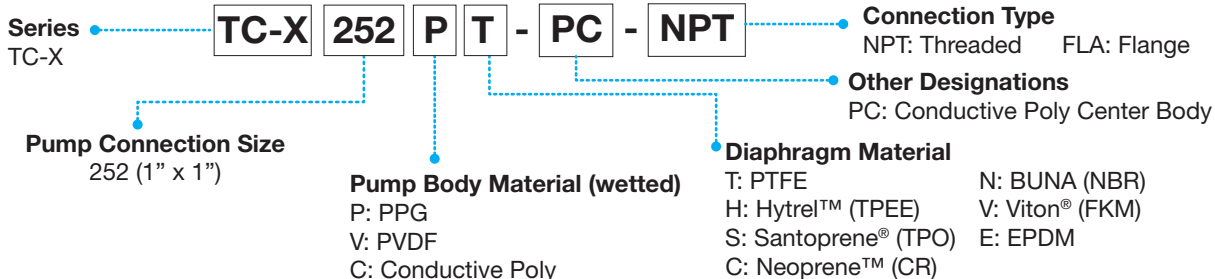 Series
TC-X
TC-X 252 P T - PC - NPT
Connection Type
NPT: Threaded FLA: Flange
Other Designations
PC: Conductive Poly Center Body
Pump Connection Size
252 (1” x 1”)
Pump Body Material (wetted)
P: PPG
V: PVDF
C: Conductive Poly
Diaphragm Material
T: PTFE N: BUNA (NBR)
H: Hytrel™ (TPEE) V: Viton® (FKM)
S: Santoprene® (TPO) E: EPDM
C: Neoprene™ (CR)